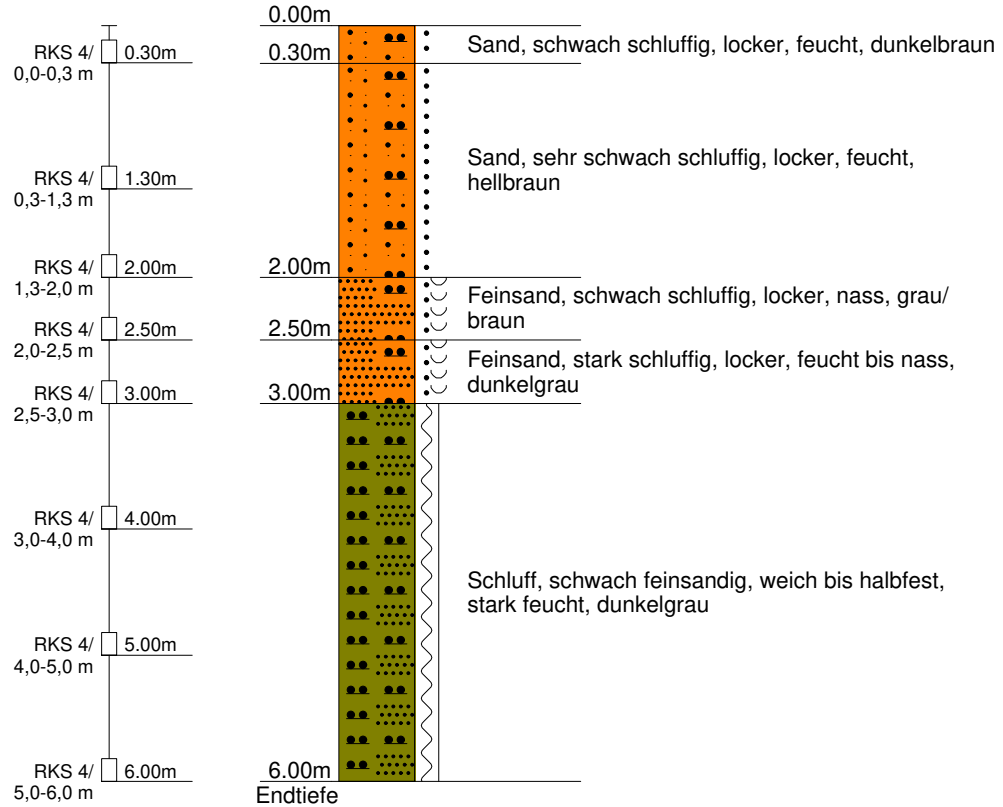 0.00m
RKS 4/
0,0-0,3 m
0.30m
0.30m
Sand, schwach schluffig, locker, feucht, dunkelbraun
RKS 4/
0,3-1,3 m
1.30m
Sand, sehr schwach schluffig, locker, feucht,
hellbraun
RKS 4/
1,3-2,0 m
2.00m
2.00m
Feinsand, schwach schluffig, locker, nass, grau/
braun
RKS 4/
2,0-2,5 m
2.50m
2.50m
Feinsand, stark schluffig, locker, feucht bis nass,
dunkelgrau
RKS 4/
2,5-3,0 m
3.00m
3.00m
RKS 4/
3,0-4,0 m
4.00m
Schluff, schwach feinsandig, weich bis halbfest,
stark feucht, dunkelgrau
RKS 4/
4,0-5,0 m
5.00m
RKS 4/
5,0-6,0 m
6.00m
6.00m
Endtiefe